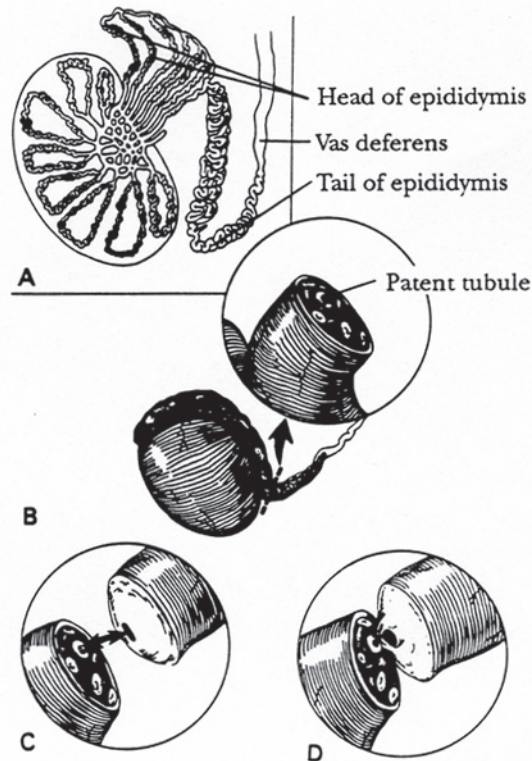 Head of epididymis
Vas deferens
Tail of epididymis
A
Patent tubule
B
C
D